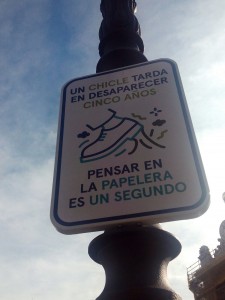 UN CHICLE TARDA
EN DESAPARECER
CINCO AÑOS
PENSAR EN
LA PAPELERA
ES UN SEGUNDO